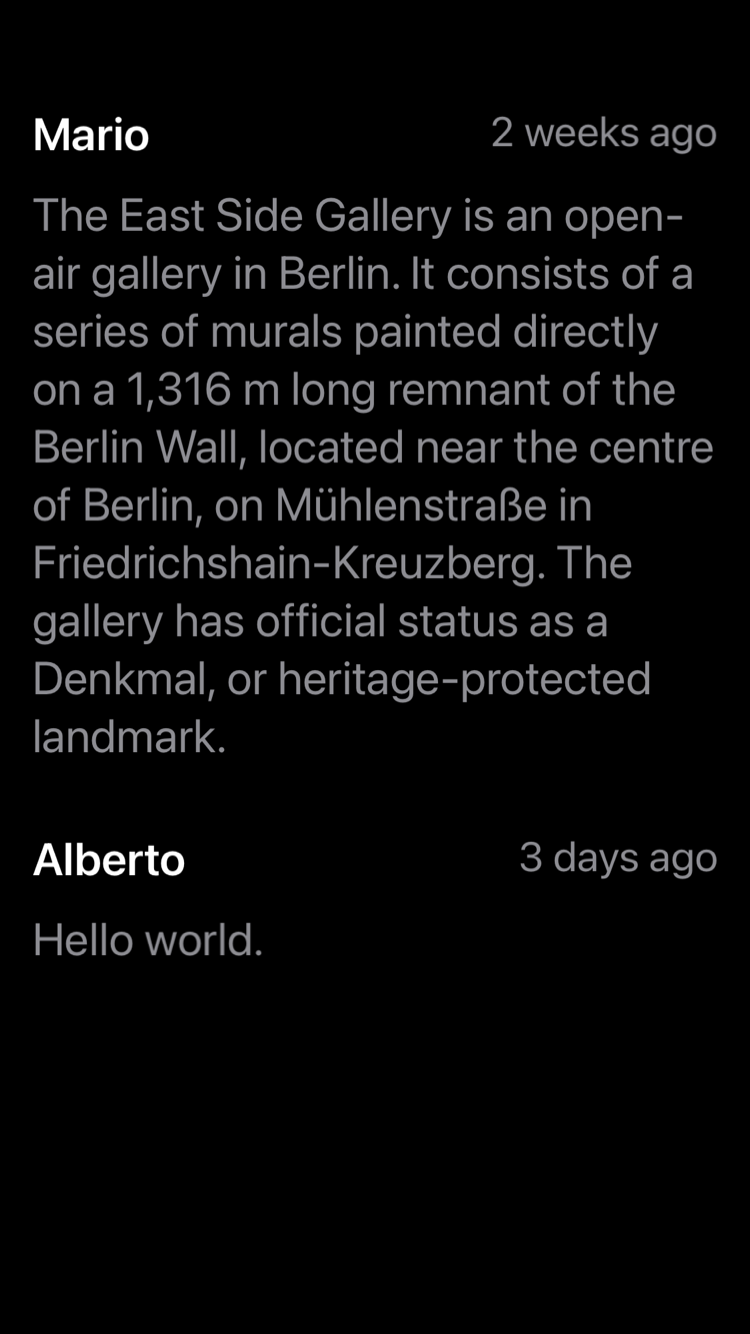 Mario 2 weeks ago
The East Side Gallery is an open-
air gallery in Berlin. It consists of a
series of murals painted directly
on a 1,316 m long remnant of the
Berlin Wall, located near the centre
of Berlin, on Mühlenstraße in
Friedrichshain-Kreuzberg. The
gallery has official status as a
Denkmal, or heritage-protected
landmark.
Alberto 3 days ago
Hello world.